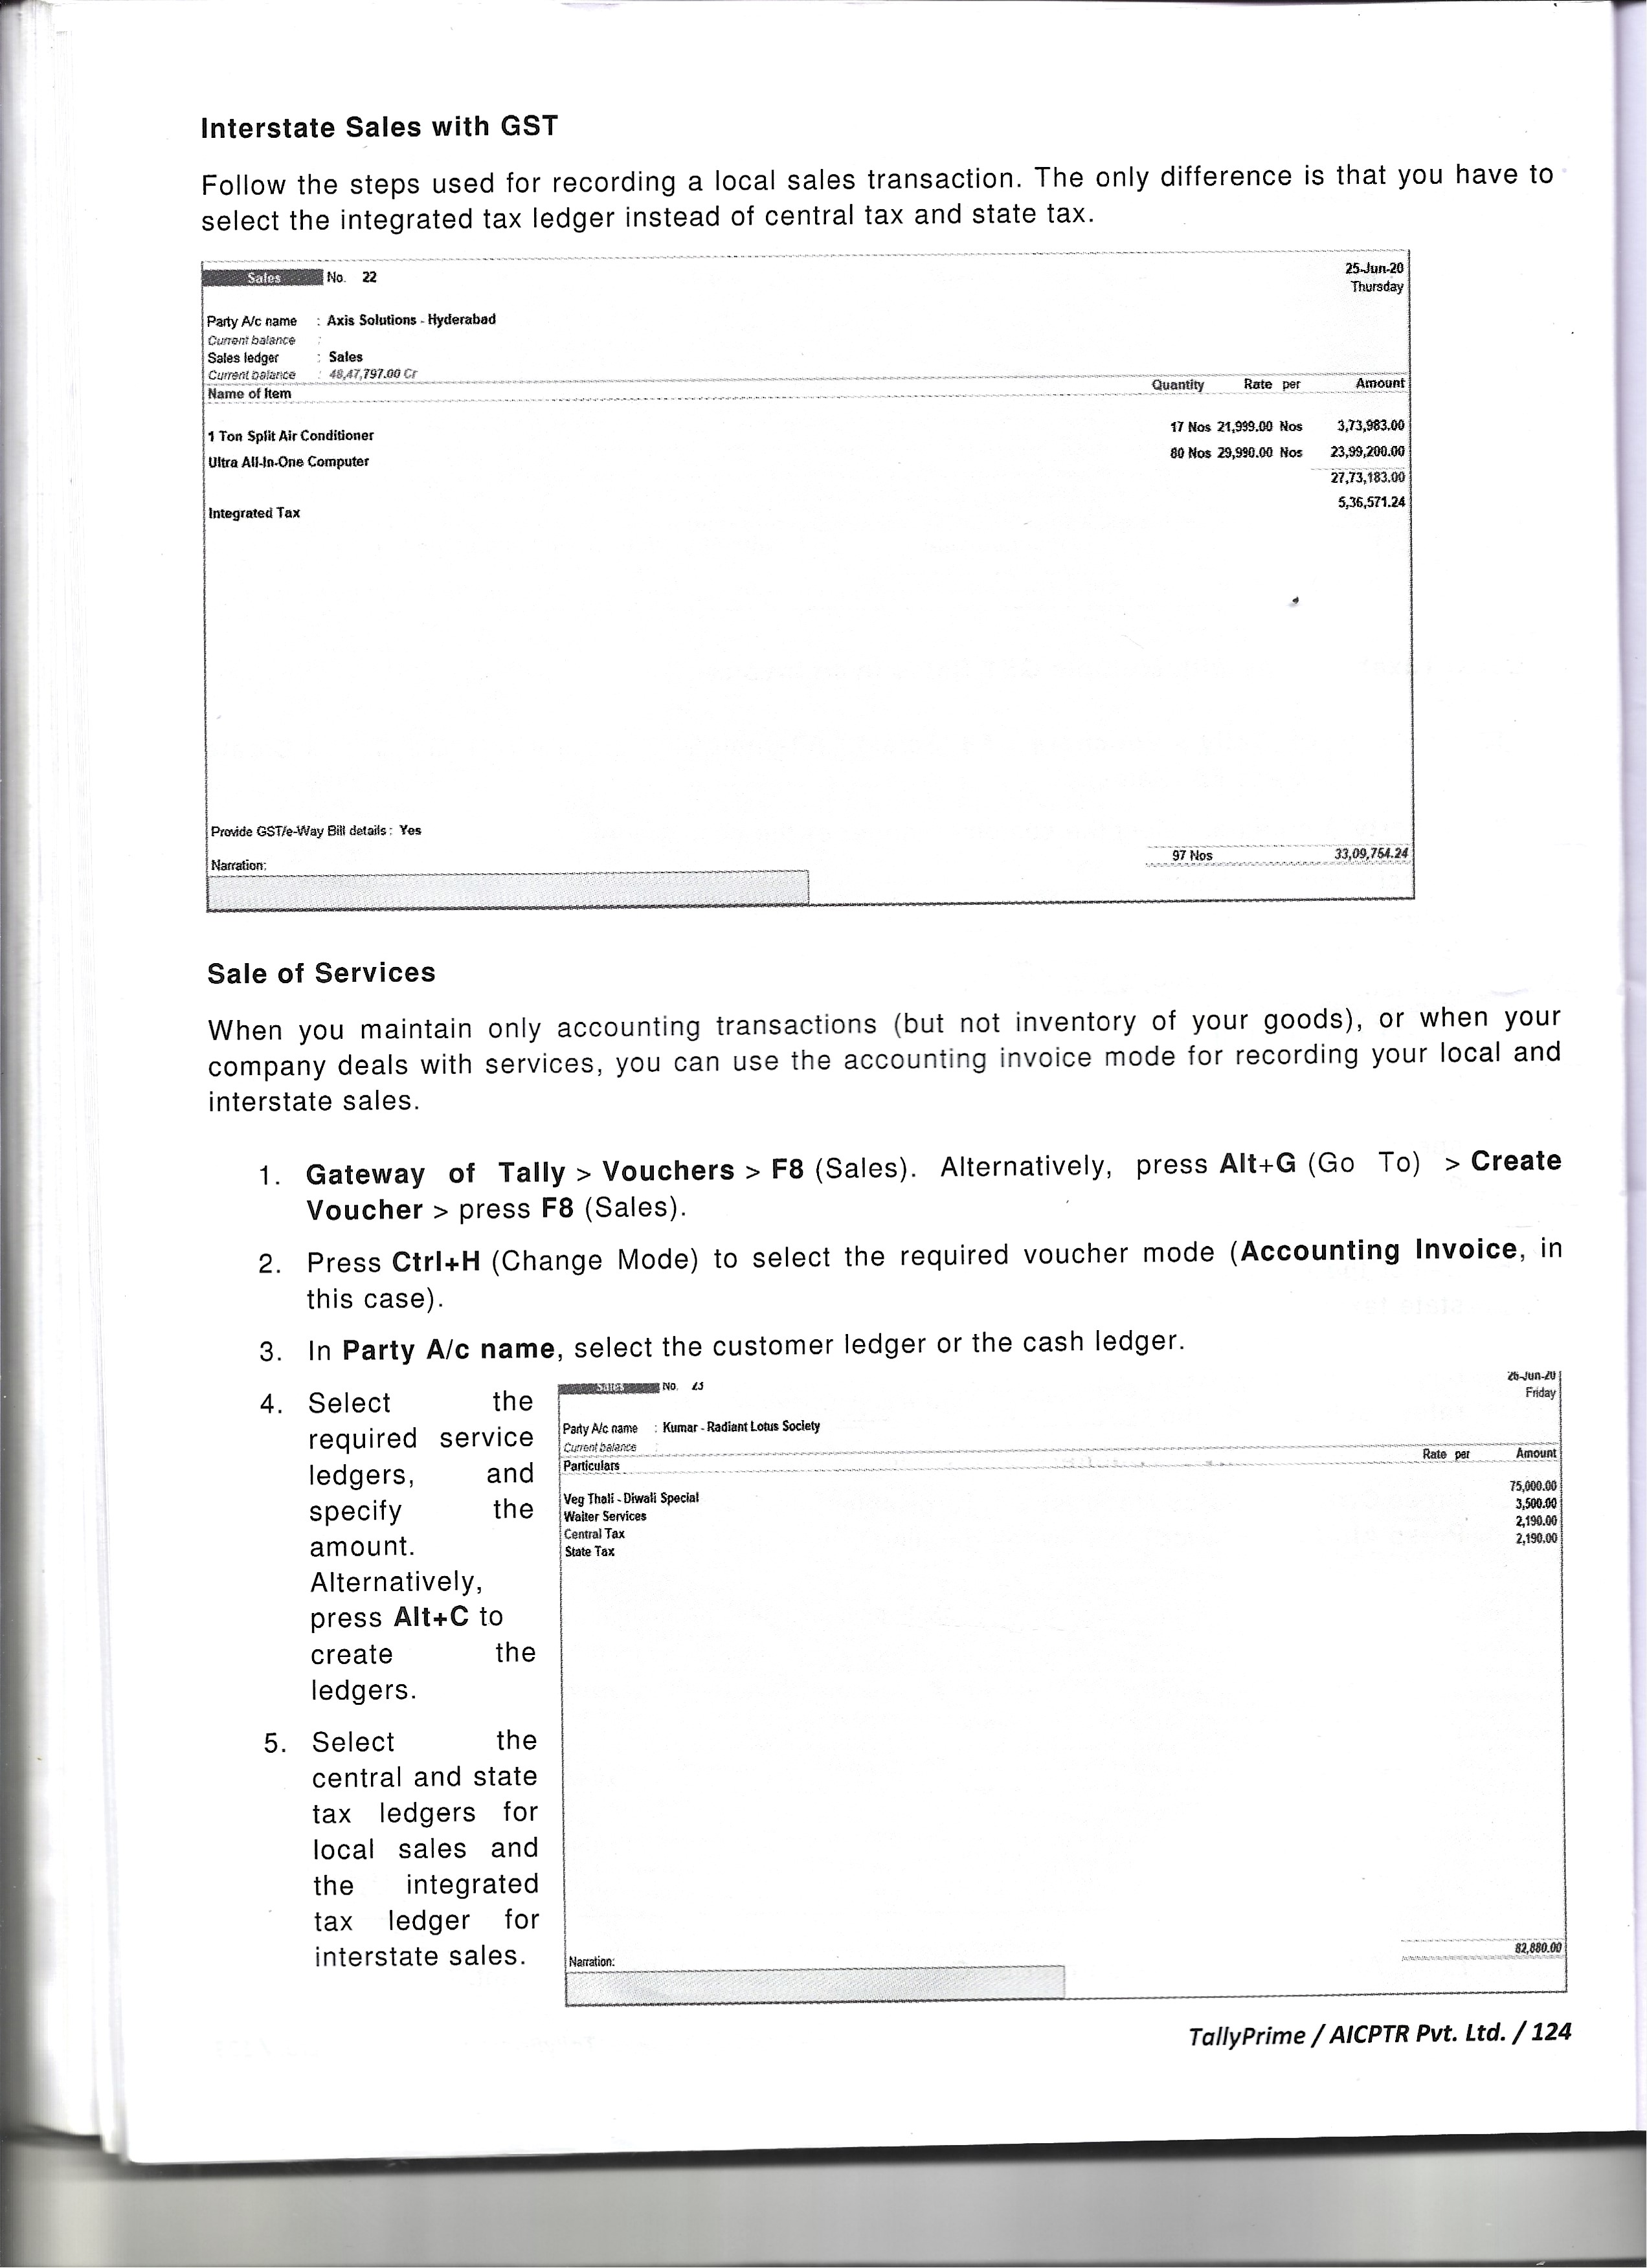 Interstate Sales with GST
Follow the steps used for recording a local sales transaction. The only difference is that you have to
select the integrated tax ledger instead of central tax and state tax.
Sales No. 22 25-Jun-20
Thursday
Party A/c name : Axis Solutions - Hyderabad
Current balance :
Sales ledger : Sales
Current balance : 48,47,797.00 Cr
Name of Item Quantity Rate per Amount
1 Ton Split Air Conditioner 17 Nos 21,999.00 Nos 3,73,983.00
Ultra All-In-One Computer 80 Nos 29,990.00 Nos 23,99,200.00
27,73,183.00
Integrated Tax 5,36,571.24
Provide GST/e-Way Bill details : Yes
Narration: 97 Nos 33,09,754.24
Sale of Services
When you maintain only accounting transactions (but not inventory of your goods), or when your
company deals with services, you can use the accounting invoice mode for recording your local and
interstate sales.
1. Gateway of Tally > Vouchers > F8 (Sales). Alternatively, press Alt+G (Go To) > Create
Voucher > press F8 (Sales).
2. Press Ctrl+H (Change Mode) to select the required voucher mode (Accounting Invoice, in
this case).
3. In Party A/c name, select the customer ledger or the cash ledger.
4. Select the
required service
ledgers, and
specify the
amount.
Alternatively,
press Alt+C to
create the
ledgers.
5. Select the
central and state
tax ledgers for
local sales and
the integrated
tax ledger for
interstate sales.
Sales No. 23 26-Jun-20
Friday
Party A/c name : Kumar - Radiant Lotus Society
Current balance
Particulars Rate per Amount
Veg Thali - Diwali Special 75,000.00
Waiter Services 3,500.00
Central Tax 2,190.00
State Tax 2,190.00
Narration: 82,880.00
TallyPrime / AICPTR Pvt. Ltd. / 124